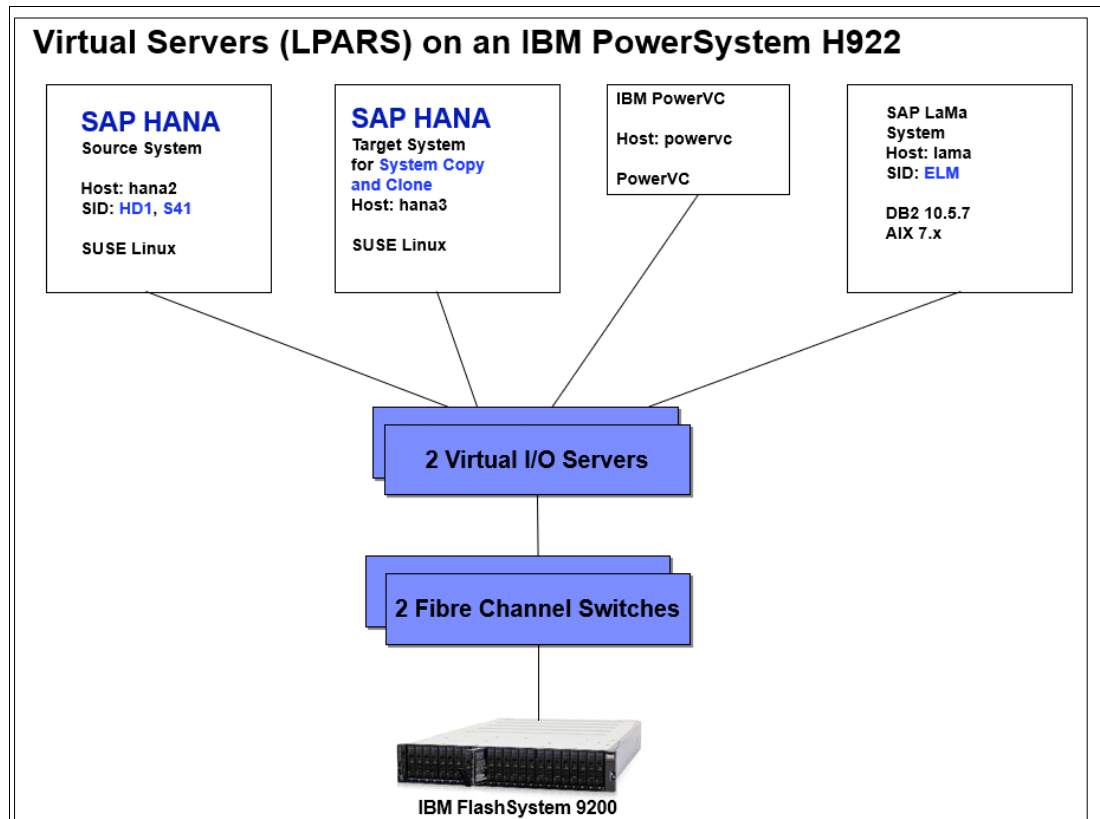 Virtual Servers (LPARS) on an IBM PowerSystem H922
SAP HANA
Source System
Host: hana2
SID: HD1, S41
SUSE Linux
SAP HANA
Target System
for System Copy
and Clone
Host: hana3
SUSE Linux
IBM PowerVC
Host: powervc
PowerVC
SAP LaMa
System
Host: lama
SID: ELM
DB2 10.5.7
AIX 7.x
2 Virtual I/O Servers
2 Fibre Channel Switches
IBM FlashSystem 9200